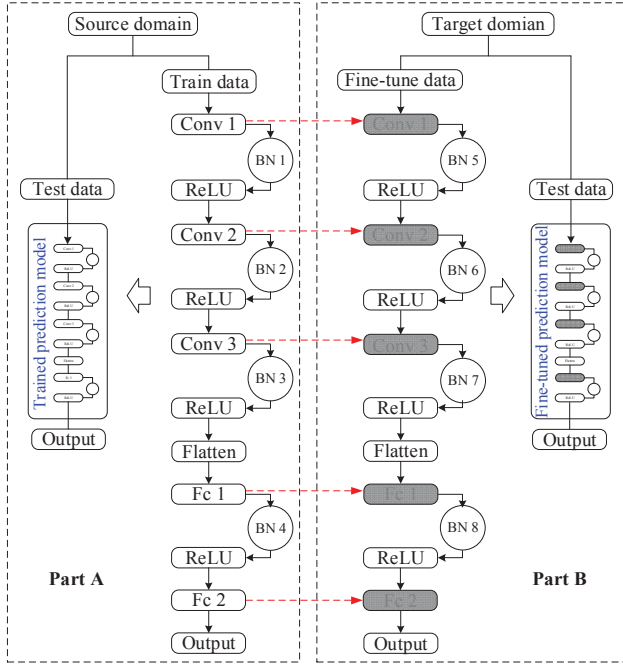 Source domain
Train data
Conv 1
BN 1
ReLU
Conv 2
BN 2
ReLU
Conv 3
BN 3
ReLU
Flatten
Fc 1
BN 4
ReLU
Fc 2
Output
Test data
Trained prediction model
Output
Part A
Target domian
Fine-tune data
Conv 1
BN 5
ReLU
Conv 2
BN 6
ReLU
Conv 3
BN 7
ReLU
Flatten
Fc 1
BN 8
ReLU
Fc 2
Output
Test data
Fine-tuned prediction model
Output
Part B